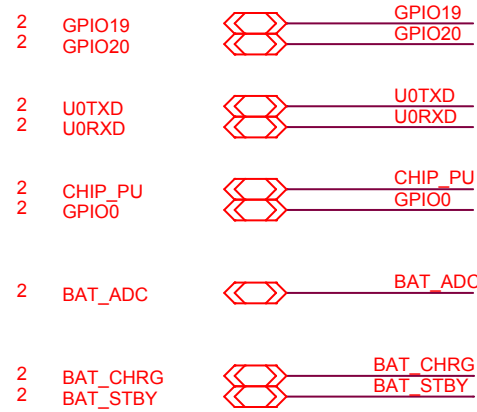 2 GPIO19 GPIO19
2 GPIO20 GPIO20
2 U0TXD U0TXD
2 U0RXD U0RXD
2 CHIP_PU CHIP_PU
2 GPIO0 GPIO0
2 BAT_ADC BAT_ADC
2 BAT_CHRG BAT_CHRG
2 BAT_STBY BAT_STBY